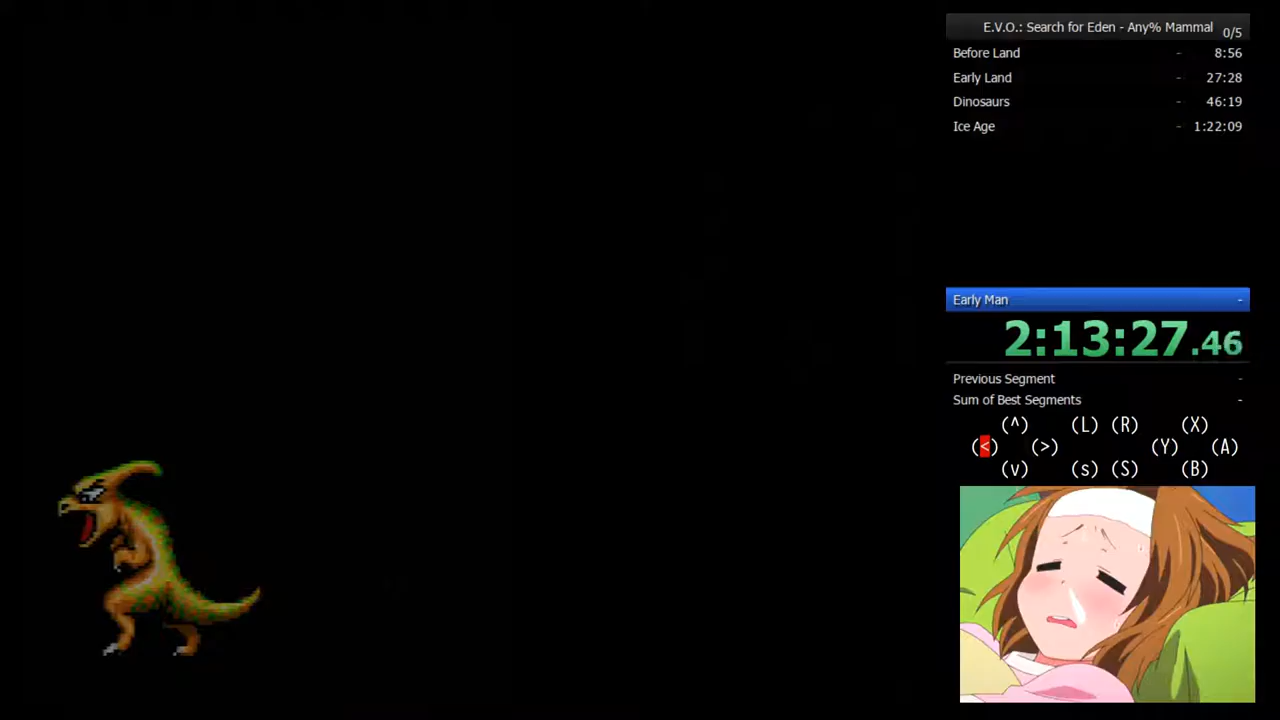 E.V.O.: Search for Eden - Any% Mammal 0/5
Before Land - 8:56
Early Land - 27:28
Dinosaurs - 46:19
Ice Age - 1:22:09
Early Man -
2:13:27.46
Previous Segment -
Sum of Best Segments -
(^) (L) (R) (X)
(<) (>) (Y) (A)
(v) (s) (S) (B)